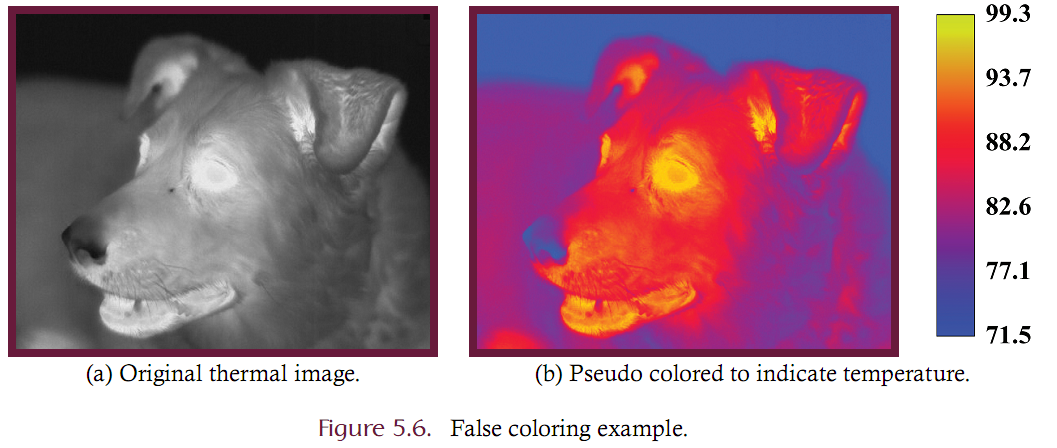 99.3
93.7
88.2
82.6
77.1
71.5
(a) Original thermal image.
(b) Pseudo colored to indicate temperature.
Figure 5.6. False coloring example.